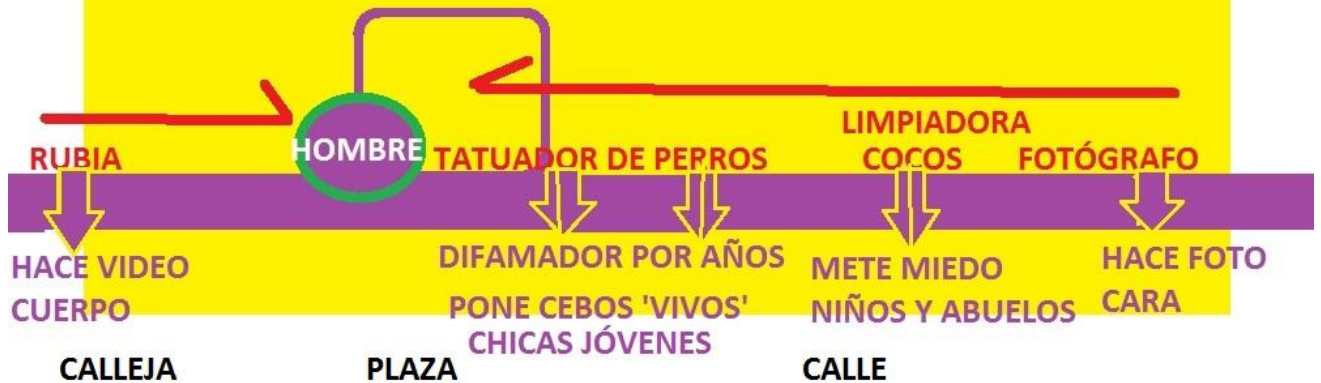 HOMBRE
RUBIA
TATUADOR DE PERROS
LIMPIADORA
COCOS
FOTÓGRAFO
HACE VIDEO
CUERPO
DIFAMADOR POR AÑOS
PONE CEBOS 'VIVOS'
CHICAS JÓVENES
METE MIEDO
NIÑOS Y ABUELOS
HACE FOTO
CARA
CALLEJA
PLAZA
CALLE